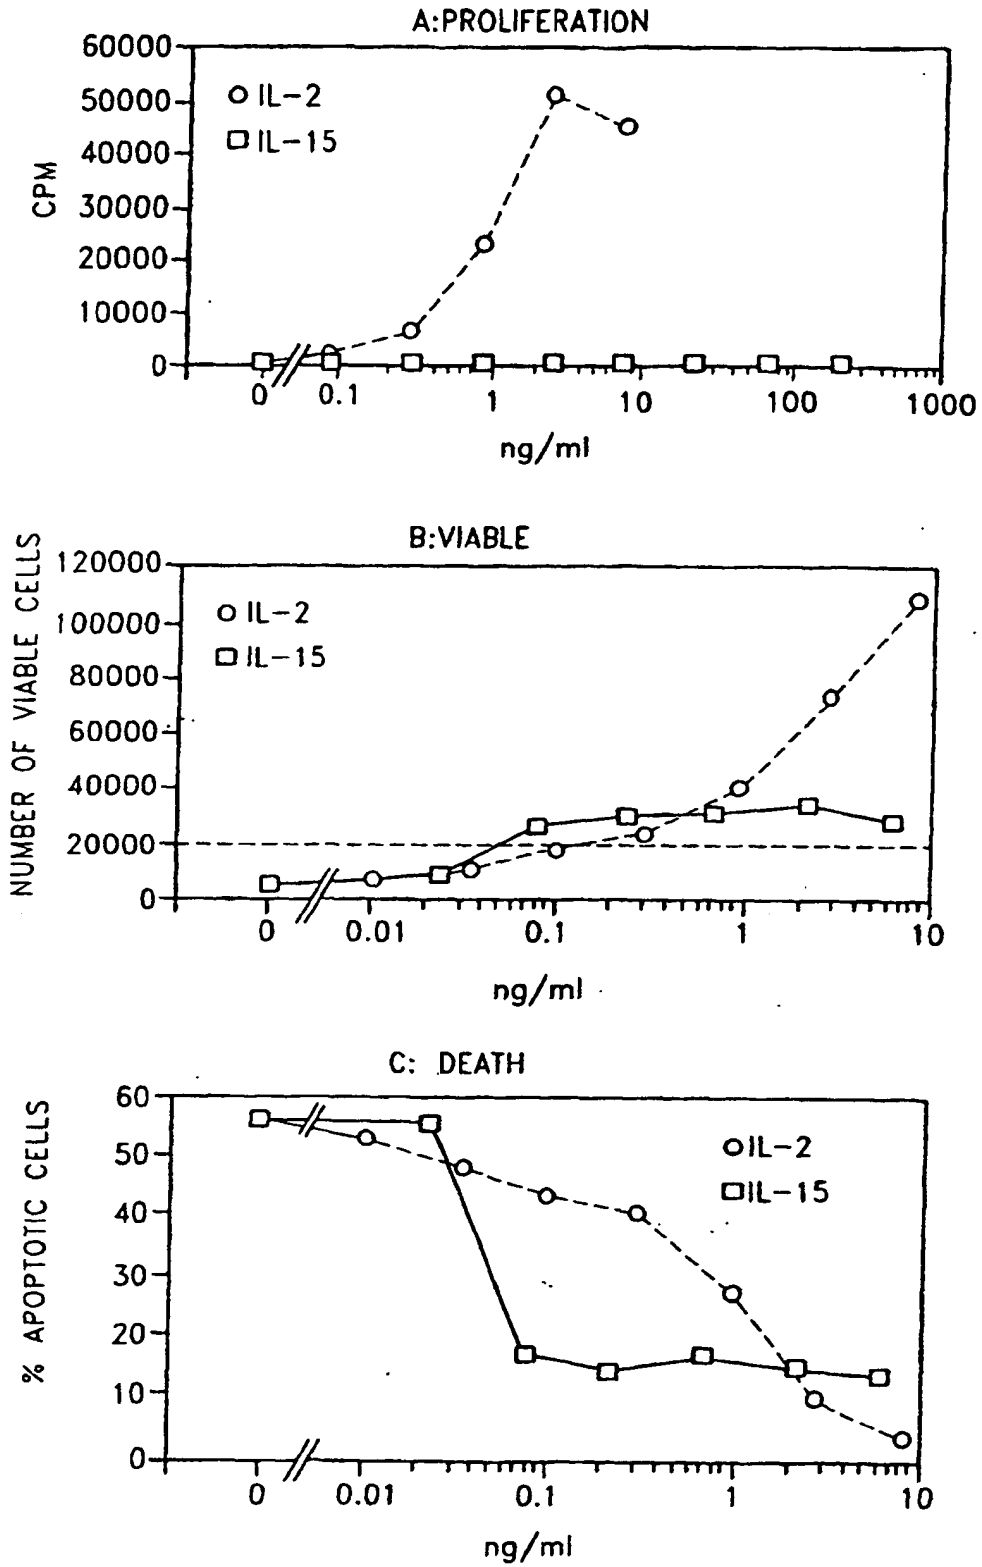 A:PROLIFERATION
60000
50000
40000
30000
20000
10000
0
CPM
IL-2
IL-15
0 0.1 1 10 100 1000
ng/ml
B:VIABLE
120000
100000
80000
60000
40000
20000
0
NUMBER OF VIABLE CELLS
IL-2
IL-15
0 0.01 0.1 1 10
ng/ml
C: DEATH
60
50
40
30
20
10
0
% APOPTOTIC CELLS
IL-2
IL-15
0 0.01 0.1 1 10
ng/ml